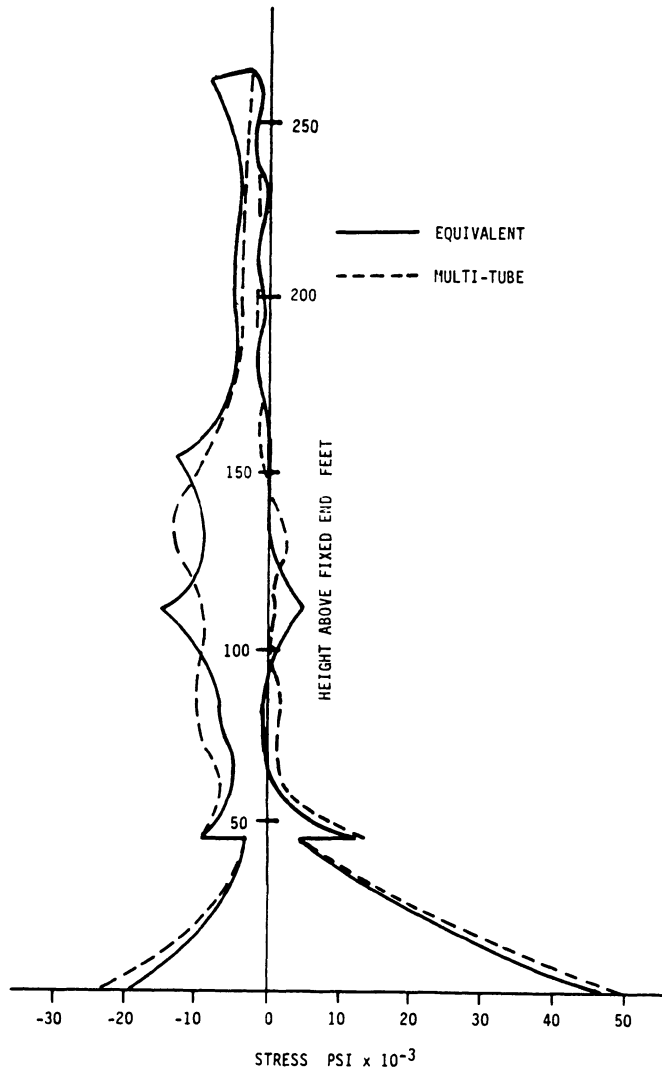 250
EQUIVALENT
MULTI-TUBE
200
150
HEIGHT ABOVE FIXED END FEET
100
50
-30 -20 -10 0 10 20 30 40 50
STRESS PSI x 10-3